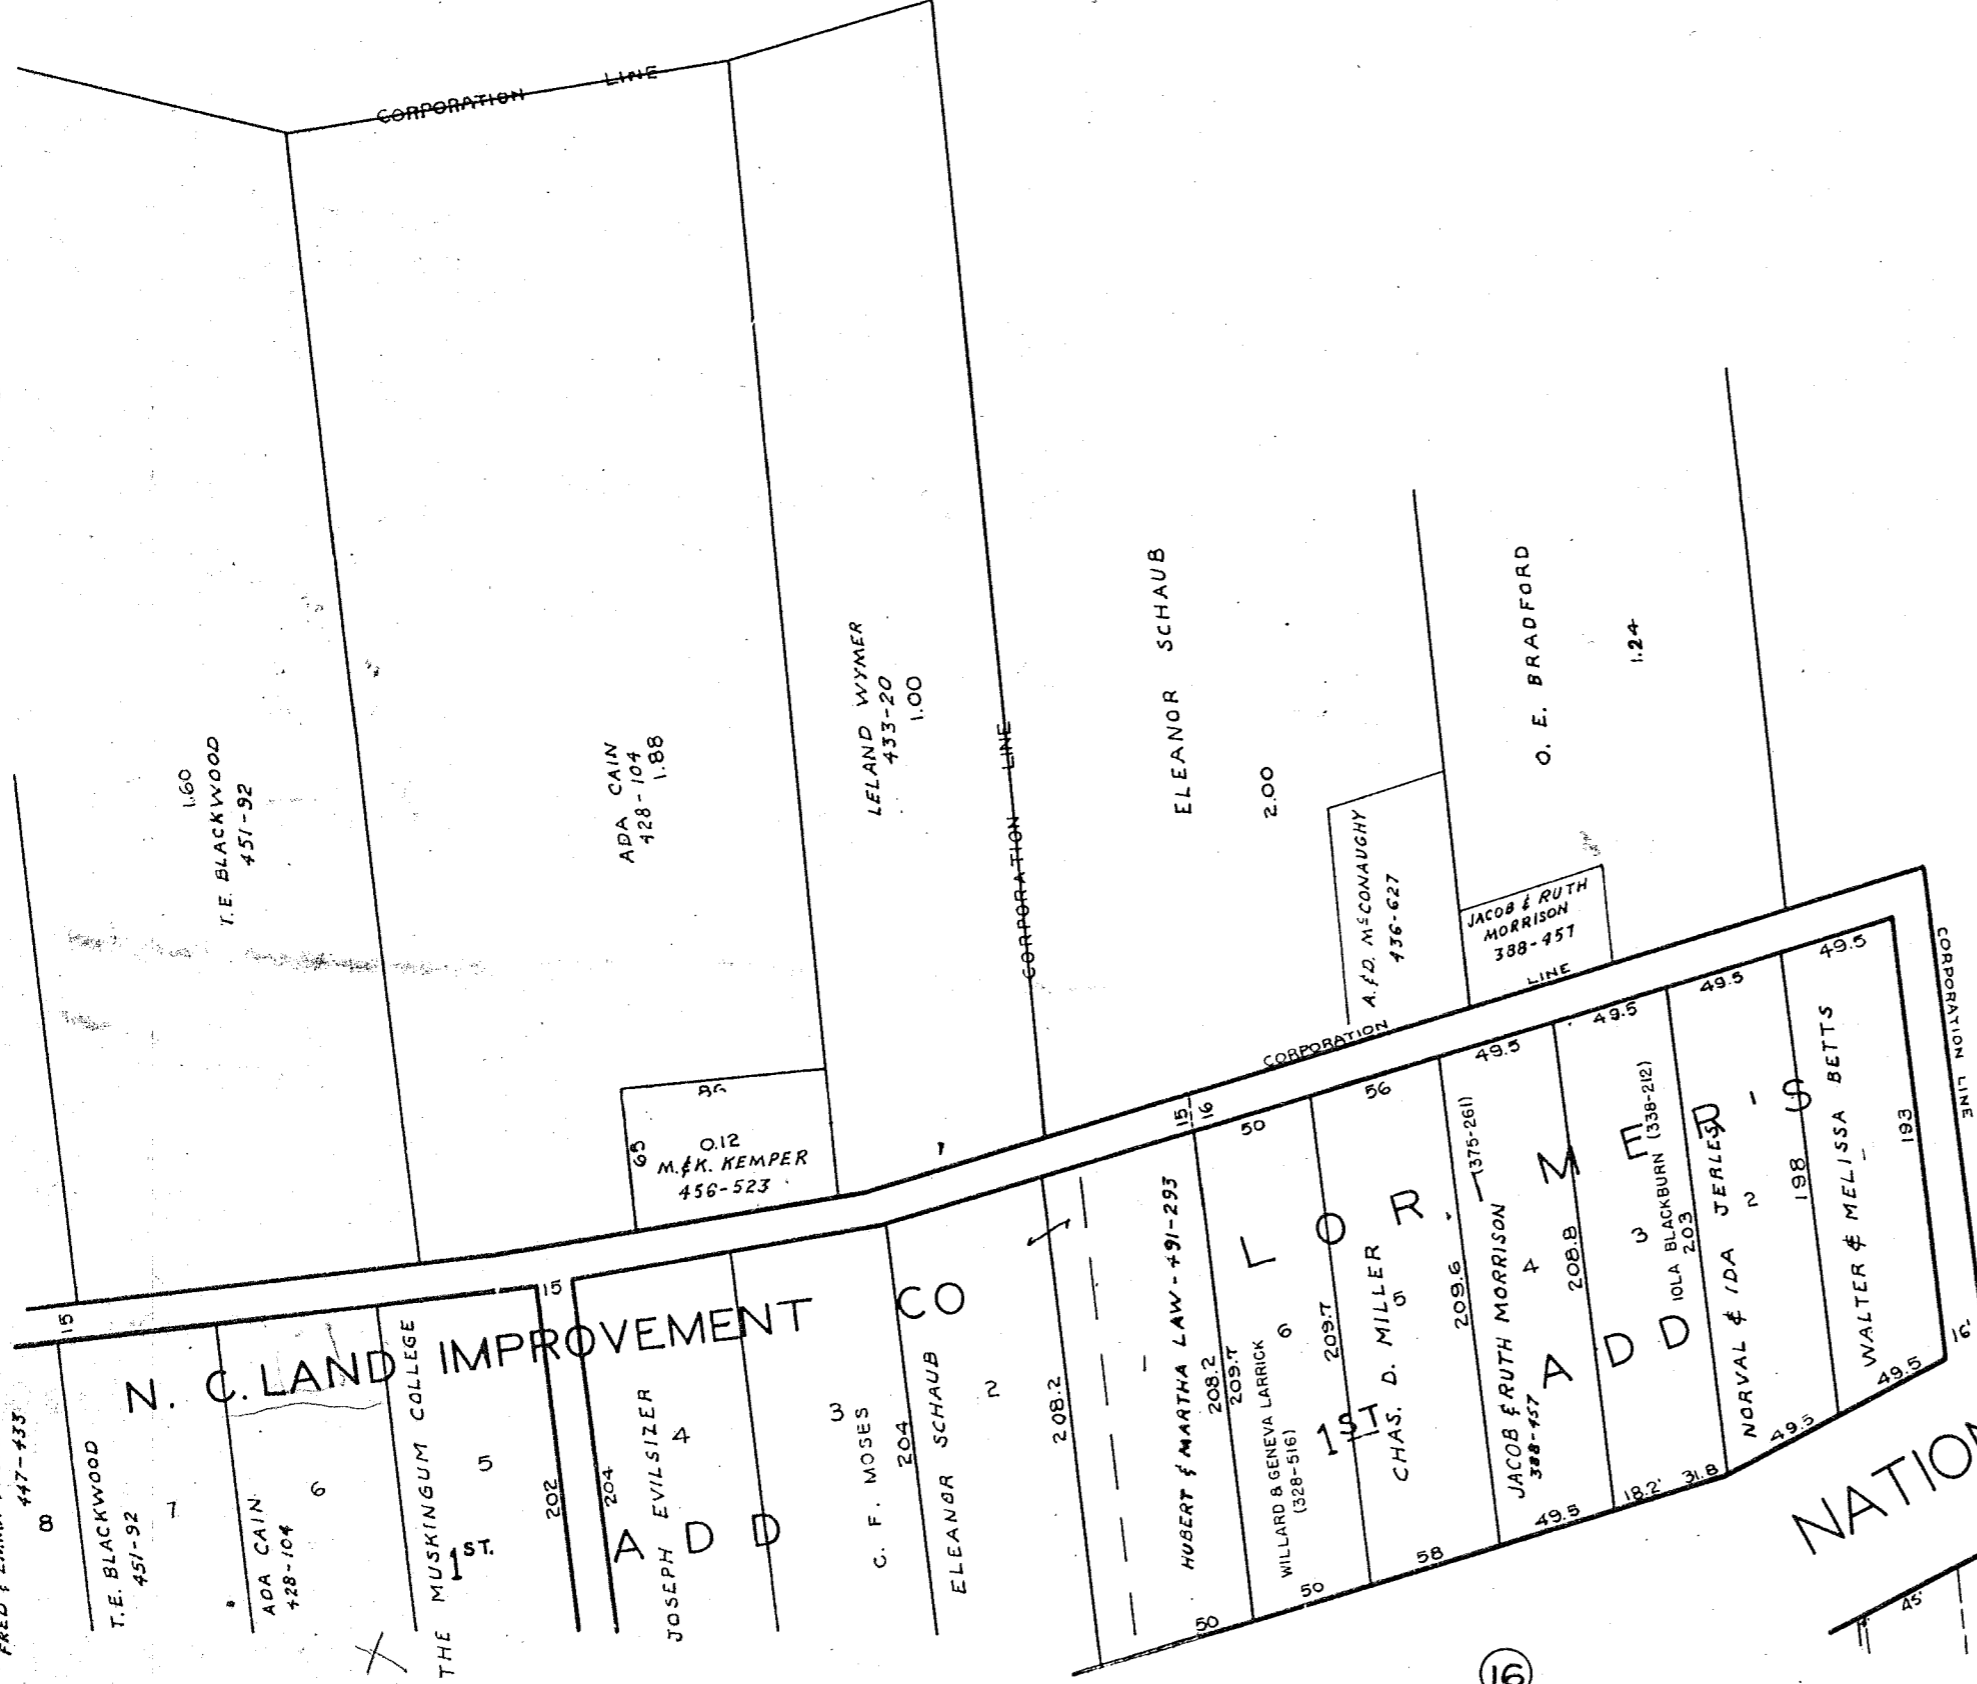 CORPORATION LINE
1.60
T.E. BLACKWOOD
451-92
ADA CAIN
428-104
1.88
LELAND WYMER
433-20
1.00
CORPORATION LINE
ELEANOR SCHAUB
2.00
O. E. BRADFORD
1.24
A. & D. McCONAUGHY
436-627
JACOB & RUTH
MORRISON
388-457
CORPORATION LINE
CORPORATION LINE
65
0.12
M. & K. KEMPER
456-523
15
15
15
16
50
56
49.5
49.5
49.5
49.5
N. C. LAND IMPROVEMENT CO
1ST.
ADD
LORIMER'S
1ST
ADD
447-433
8
T.E. BLACKWOOD
451-92
7
ADA CAIN
428-104
6
THE MUSKINGUM COLLEGE
5
202
204
JOSEPH EVILSIZER
4
3
C. F. MOSES
204
ELEANOR SCHAUB
2
208.2
1
HUBERT & MARTHA LAW-491-293
208.2
209.7
WILLARD & GENEVA LARRICK
(328-516)
6
209.7
CHAS. D. MILLER
5
209.6
(375-261)
JACOB & RUTH MORRISON
388-457
4
208.8
3
IOLA BLACKBURN (338-212)
203
NORVAL & IDA JERLES
2
198
WALTER & MELISSA BETTS
193
16'
50
50
58
49.5
18.2'
31.8
49.5
49.5
NATION
45'
16